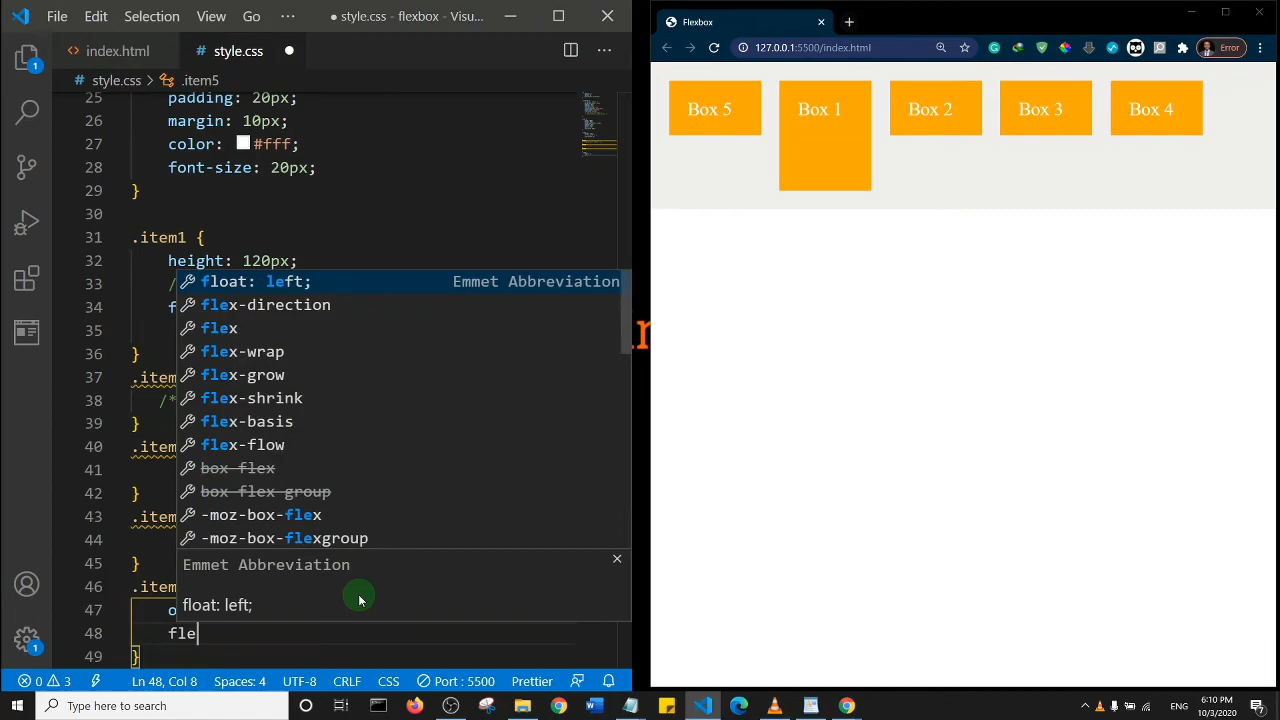 File Edit Selection View Go ··· ● style.css - flexbox - Visu...
index.html
# style.css ●
# style.css > .item5
25 padding: 20px;
26 margin: 10px;
27 color: #fff;
28 font-size: 20px;
29 }
30
31 .item1 {
32 height: 120px;
33 /
34 f
35
36 }
37 .item
38 /*
39 }
40 .item
41
42 }
43 .item
44
45 }
46 .item
47 o
48 fle
49 }
float: left; Emmet Abbreviation
flex-direction
flex
flex-wrap
flex-grow
flex-shrink
flex-basis
flex-flow
box-flex
box-flex-group
-moz-box-flex
-moz-box-flexgroup
Emmet Abbreviation
float: left;
1
1
0 3 Ln 48, Col 8 Spaces: 4 UTF-8 CRLF CSS Port : 5500 Prettier
Flexbox
127.0.0.1:5500/index.html Error
Box 5 Box 1 Box 2 Box 3 Box 4
Type here to search
6:10 PM
10/3/2020
7